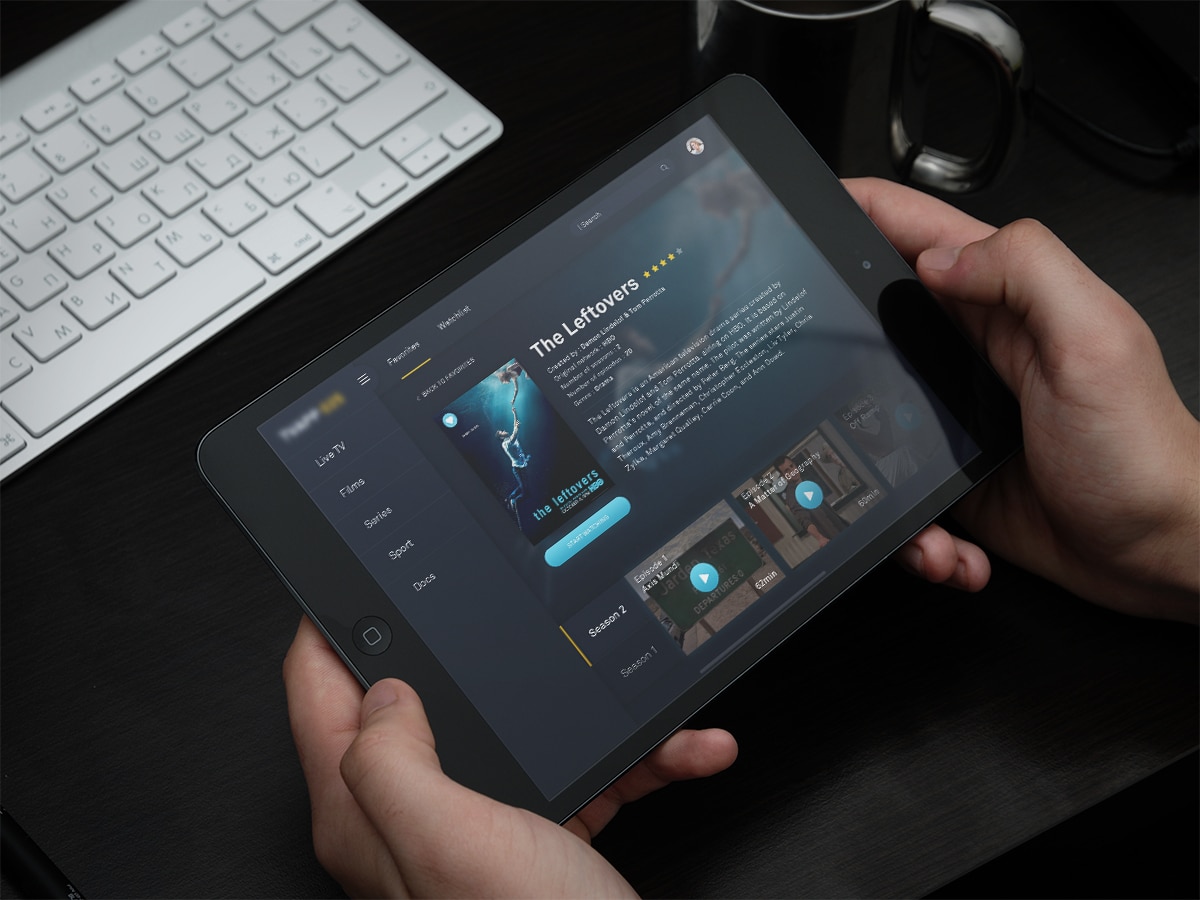 Favorites
Watchlist
Search
Live TV
Films
Series
Sport
Docs
‹ BACK TO FAVORITES
The Leftovers
Created by : Damon Lindelof & Tom Perrotta
Original network : HBO
Number of seasons : 2
Number of episode : 20
Genre : Drama
The Leftovers is an American television drama series created by
Damon Lindelof and Tom Perrotta, airing on HBO. It is based on
Perrotta's novel of the same name. The pilot was written by Lindelof
and Perrotta, and directed by Peter Berg. The series stars Justin
Theroux, Amy Brenneman, Christopher Eccleston, Liv Tyler, Chris
Zylka, Margaret Qualley, Carrie Coon, and Ann Dowd.
the leftovers
HBO
START WATCHING
Season 2
Season 1
Episode 1
Axis Mundi
Jarden Texas
DEPARTURES 0
62min
Episode 2
A Matter of Geography
60min
Episode 3
Off Ramp
cmd